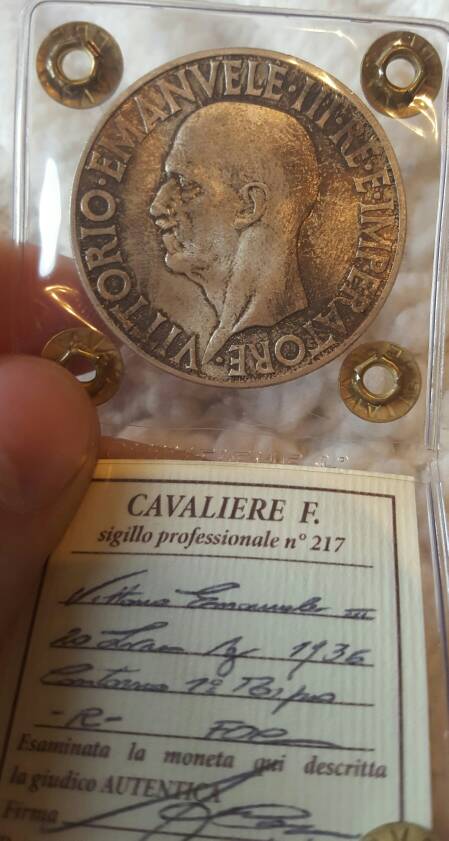 VITTORIO·EMANVELE·III·RE·E·IMPERATORE·
CAVALIERE F.
sigillo professionale n° 217
Vittorio Emanuele III
20 Lire Ag 1936
Contorno 1° Tipo
-R-
Esaminata la moneta qui descritta
la giudico AUTENTICA
Firma